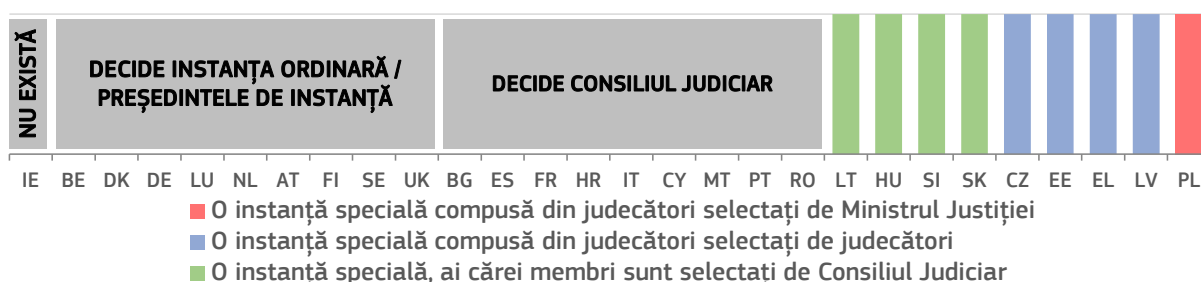 NU EXISTĂ
DECIDE INSTANȚA ORDINARĂ /
PREȘEDINTELE DE INSTANȚĂ
DECIDE CONSILIUL JUDICIAR
IE BE DK DE LU NL AT FI SE UK BG ES FR HR IT CY MT PT RO LT HU SI SK CZ EE EL LV PL
O instanță specială compusă din judecători selectați de Ministrul Justiției
O instanță specială compusă din judecători selectați de judecători
O instanță specială, ai cărei membri sunt selectați de Consiliul Judiciar